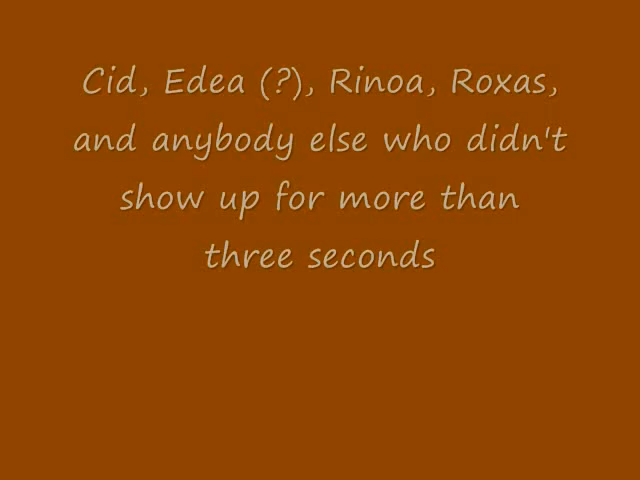 Cid, Edea (?), Rinoa, Roxas,
and anybody else who didn't
show up for more than
three seconds